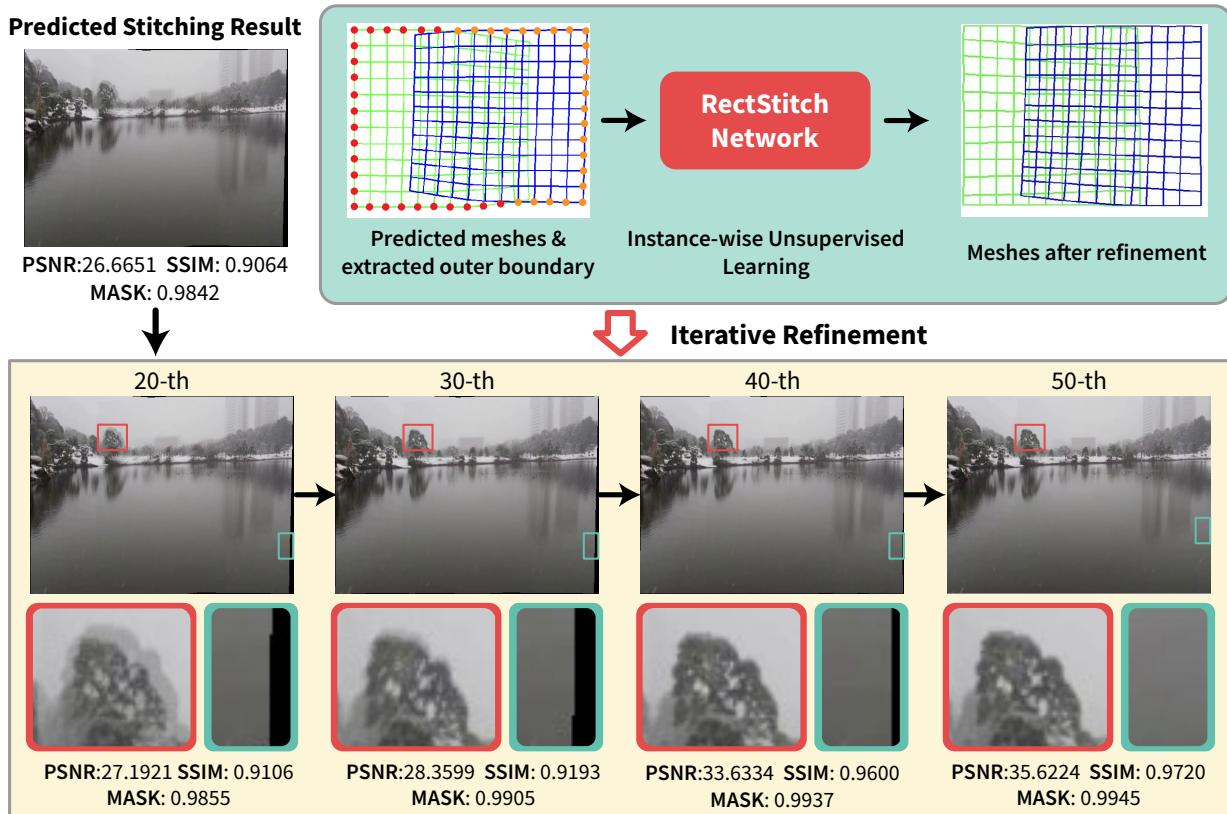 Predicted Stitching Result
PSNR:26.6651 SSIM: 0.9064
MASK: 0.9842
RectStitch
Network
Predicted meshes &
extracted outer boundary
Instance-wise Unsupervised
Learning
Meshes after refinement
Iterative Refinement
20-th
30-th
40-th
50-th
PSNR:27.1921 SSIM: 0.9106
MASK: 0.9855
PSNR:28.3599 SSIM: 0.9193
MASK: 0.9905
PSNR:33.6334 SSIM: 0.9600
MASK: 0.9937
PSNR:35.6224 SSIM: 0.9720
MASK: 0.9945